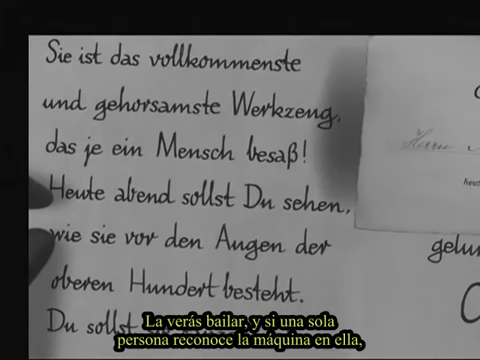 Sie ist das vollkommenste
und gehorsamste Werkzeug,
das je ein Mensch besaß!
Heute abend sollst Du sehen,
wie sie vor den Augen der
oberen Hundert besteht.
Du sollst
Herrn
heut
gelun
La verás bailar, y si una sola
persona reconoce la máquina en ella,